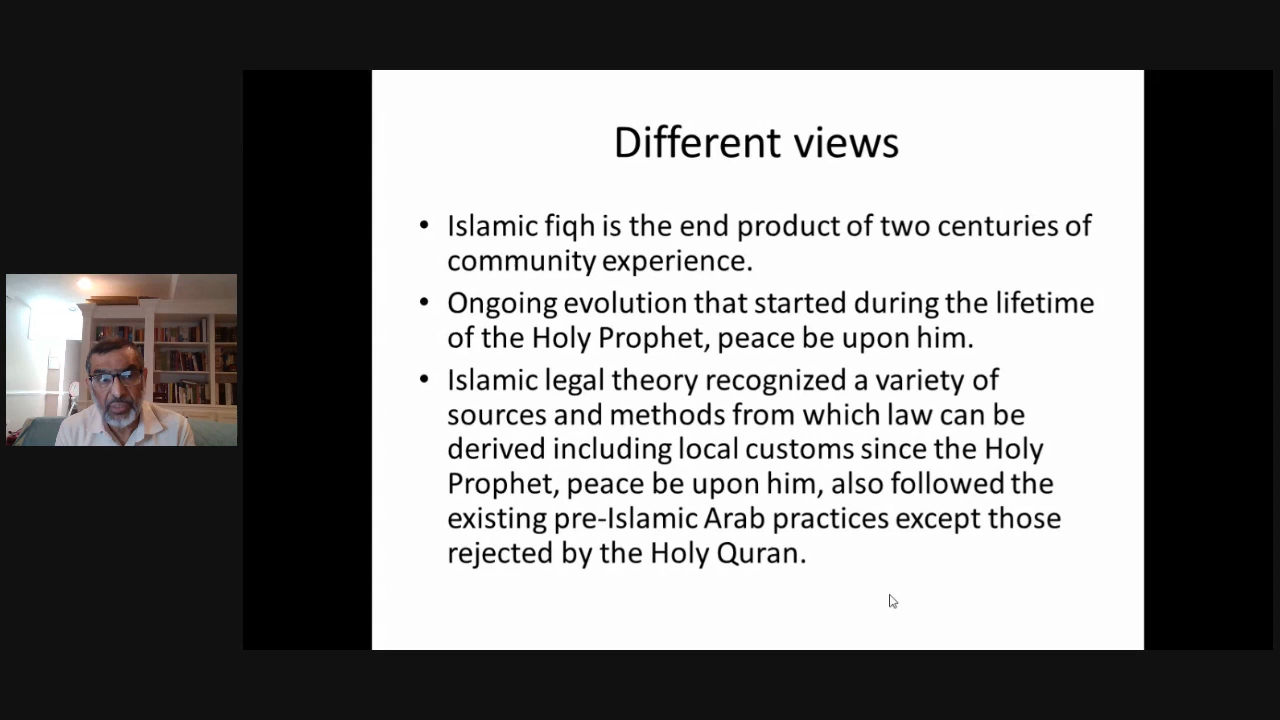 Different views
• Islamic fiqh is the end product of two centuries of
community experience.
• Ongoing evolution that started during the lifetime
of the Holy Prophet, peace be upon him.
• Islamic legal theory recognized a variety of
sources and methods from which law can be
derived including local customs since the Holy
Prophet, peace be upon him, also followed the
existing pre-Islamic Arab practices except those
rejected by the Holy Quran.